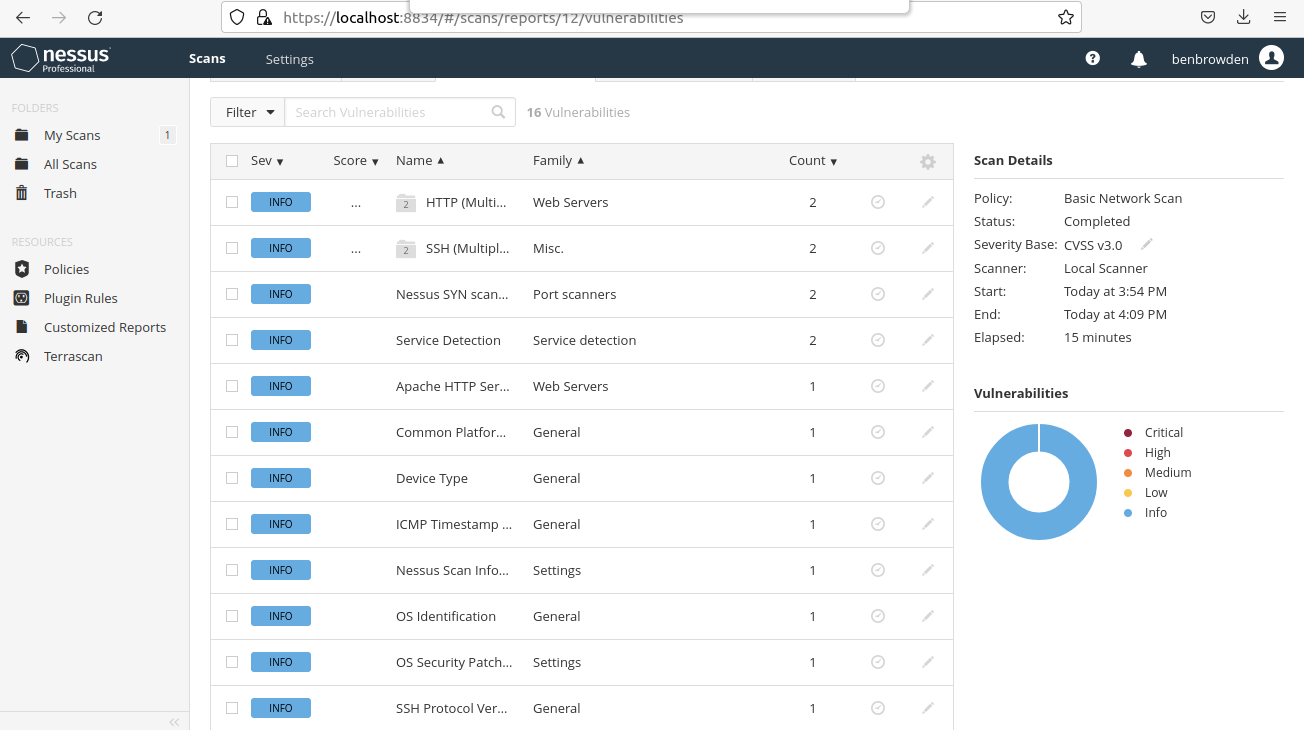 https://localhost:8834/#/scans/reports/12/vulnerabilities
nessus
Professional
Scans
Settings
benbrowden
FOLDERS
My Scans
1
All Scans
Trash
RESOURCES
Policies
Plugin Rules
Customized Reports
Terrascan
Filter
Search Vulnerabilities
16 Vulnerabilities
Sev Score Name Family Count
INFO ... 2 HTTP (Multi... Web Servers 2
INFO ... 2 SSH (Multipl... Misc. 2
INFO Nessus SYN scan... Port scanners 2
INFO Service Detection Service detection 2
INFO Apache HTTP Ser... Web Servers 1
INFO Common Platfor... General 1
INFO Device Type General 1
INFO ICMP Timestamp ... General 1
INFO Nessus Scan Info... Settings 1
INFO OS Identification General 1
INFO OS Security Patch... Settings 1
INFO SSH Protocol Ver... General 1
Scan Details
Policy: Basic Network Scan
Status: Completed
Severity Base: CVSS v3.0
Scanner: Local Scanner
Start: Today at 3:54 PM
End: Today at 4:09 PM
Elapsed: 15 minutes
Vulnerabilities
Critical
High
Medium
Low
Info